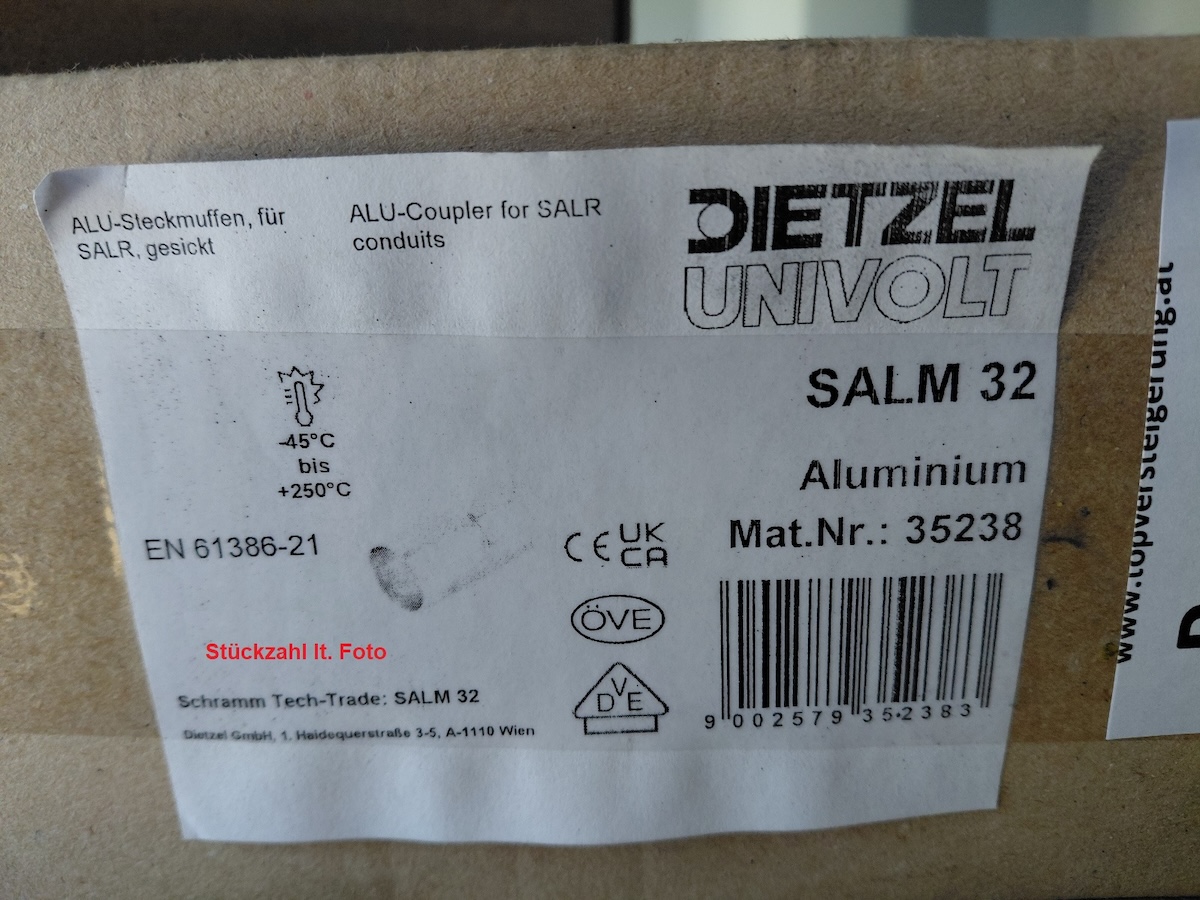 ALU-Steckmuffen, für
SALR, gesickt
ALU-Coupler for SALR
conduits
DIETZEL
UNIVOLT
SALM 32
-45°C
bis
+250°C
Aluminium
EN 61386-21
CE UK
CA
Mat.Nr.: 35238
ÖVE
DVE
Stückzahl lt. Foto
Schramm Tech-Trade: SALM 32
Dietzel GmbH, 1. Haidequerstraße 3-5, A-1110 Wien
9 002579 352383
www.topversteigerung.at